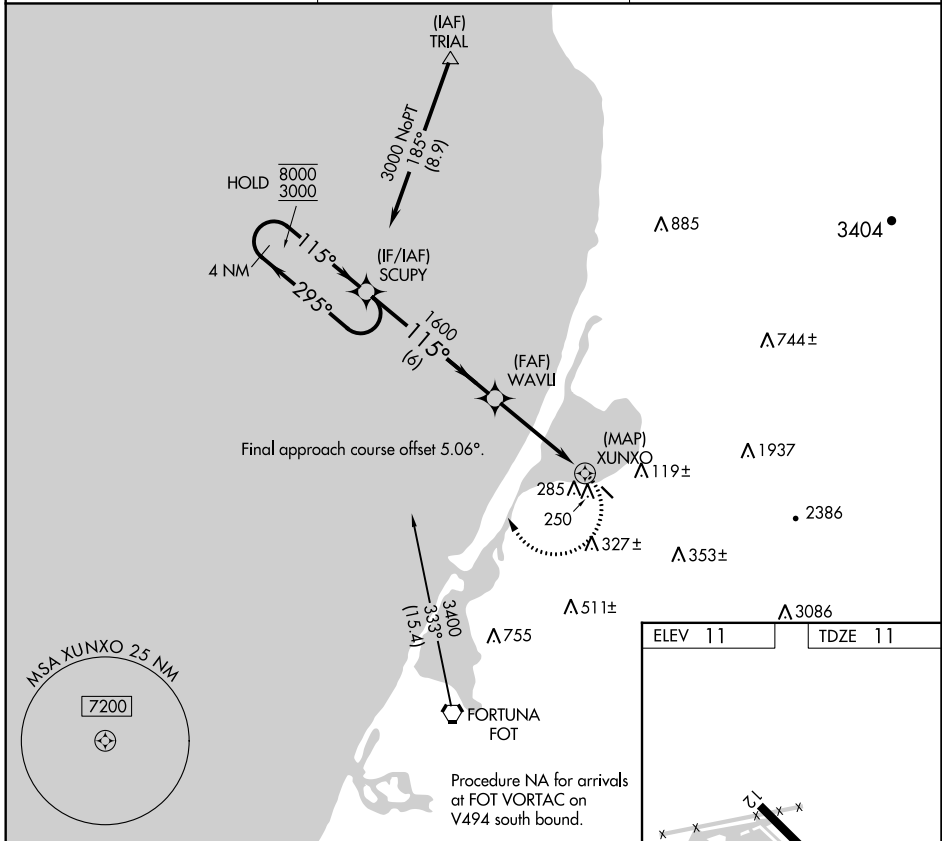 (IAF)
TRIAL
3000 NoPT
185°
(8.9)
HOLD 8000
3000
4 NM
115°
295°
(IF/IAF)
SCUPY
1600
115°
(6)
(FAF)
WAVLI
885
3404
744±
Final approach course offset 5.06°.
(MAP)
XUNXO
119±
1937
285
250
2386
327±
353±
3400
333°
(15.4)
511±
755
3086
MSA XUNXO 25 NM
7200
FORTUNA
FOT
Procedure NA for arrivals
at FOT VORTAC on
V494 south bound.
ELEV 11 TDZE 11
12
x x x x x